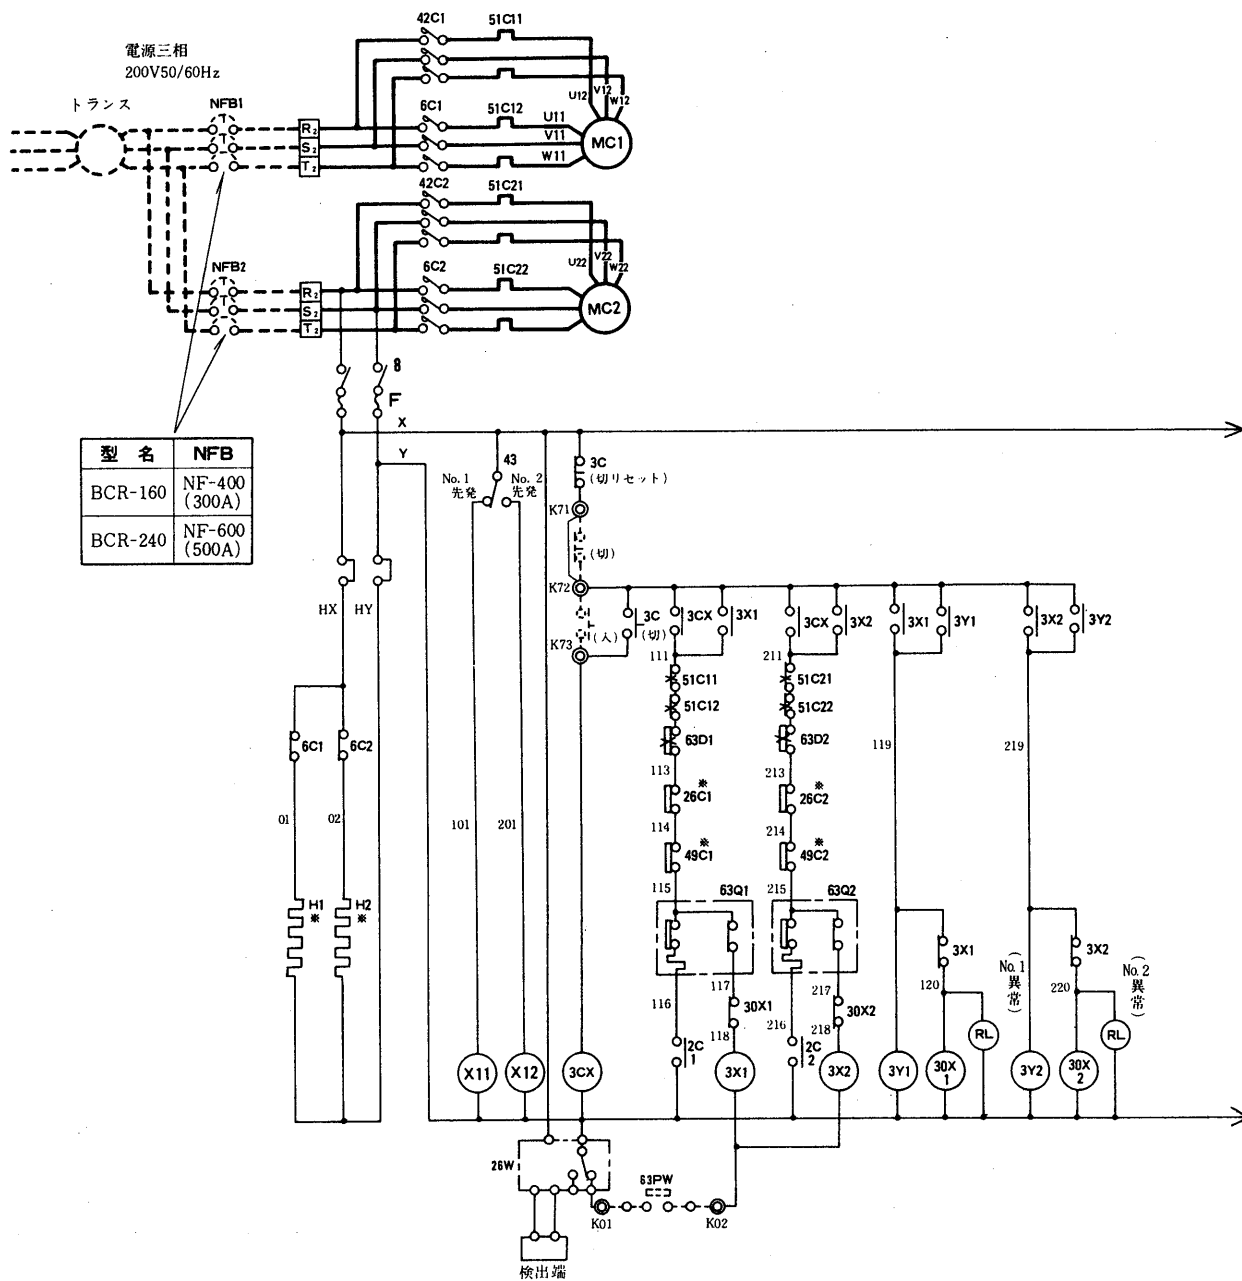 電源三相
200V50/60Hz
トランス
NFB1
42C1
51C11
U12
V12
W12
6C1
51C12
U11
V11
W11
MC1
R₂
S₂
T₂
42C2
51C21
U22
V22
W22
NFB2
6C2
51C22
MC2
R₂
S₂
T₂
8
F
型 名 NFB
BCR-160 NF-400 (300A)
BCR-240 NF-600 (500A)
X
Y
43
No.1 先発
No.2 先発
3C
(切リセット)
K71
(切)
K72
(入)
3C
(切)
K73
HX
HY
3CX
3X1
3CX
3X2
3X1
3Y1
3X2
3Y2
111
211
51C11
51C21
51C12
51C22
63D1
63D2
6C1
6C2
119
219
113
213
※
26C1
※
26C2
01
02
101
201
114
214
※
49C1
※
49C2
115
63Q1
215
63Q2
H1
※
H2
※
3X1
3X2
(No.1異常)
(No.2異常)
116
117
216
217
120
220
30X1
30X2
118
218
2C
1
2C
2
RL
RL
X11
X12
3CX
3X1
3X2
3Y1
30X
1
3Y2
30X
2
26W
63PW
K01
K02
検出端